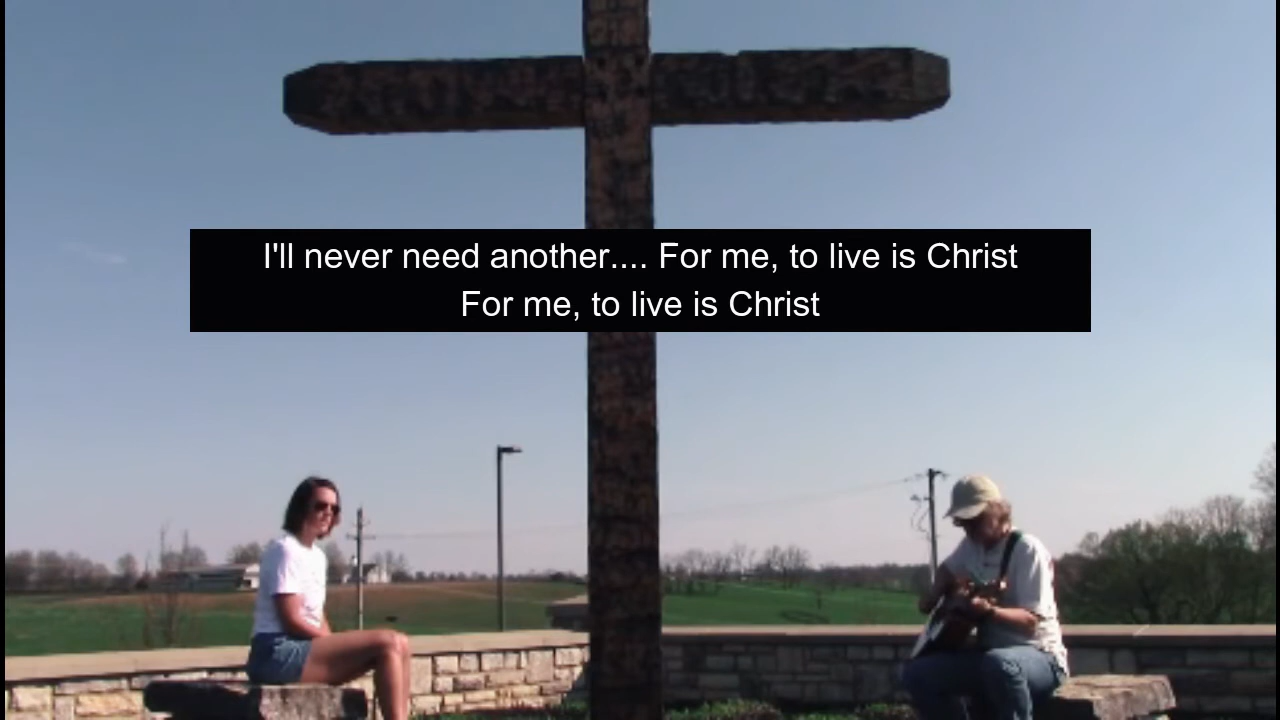 I'll never need another.... For me, to live is Christ
For me, to live is Christ